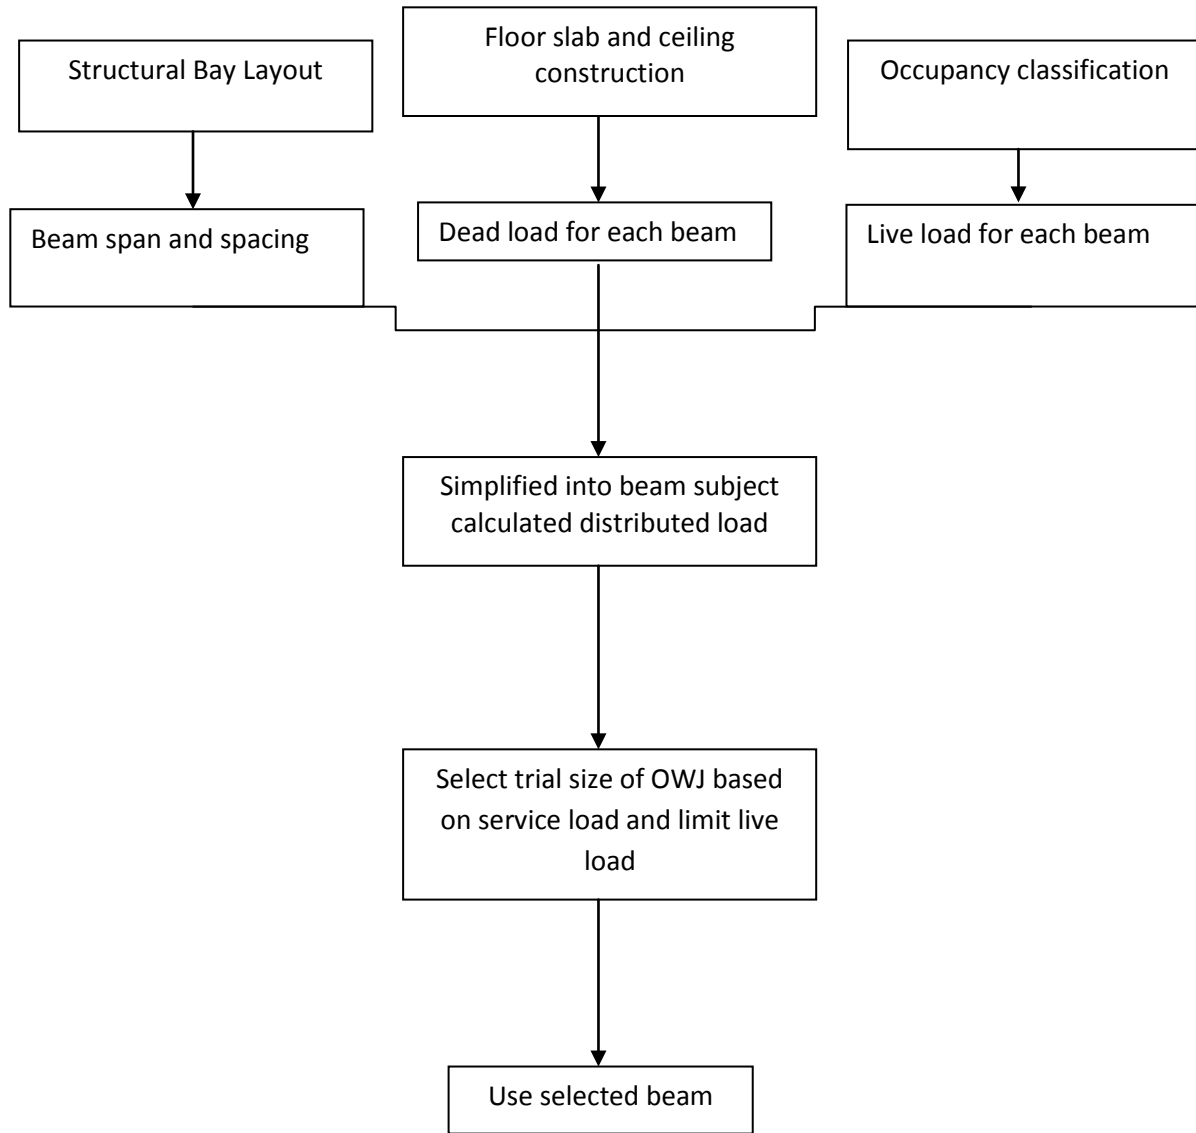 Structural Bay Layout
Floor slab and ceiling
construction
Occupancy classification
Beam span and spacing
Dead load for each beam
Live load for each beam
Simplified into beam subject
calculated distributed load
Select trial size of OWJ based
on service load and limit live
load
Use selected beam